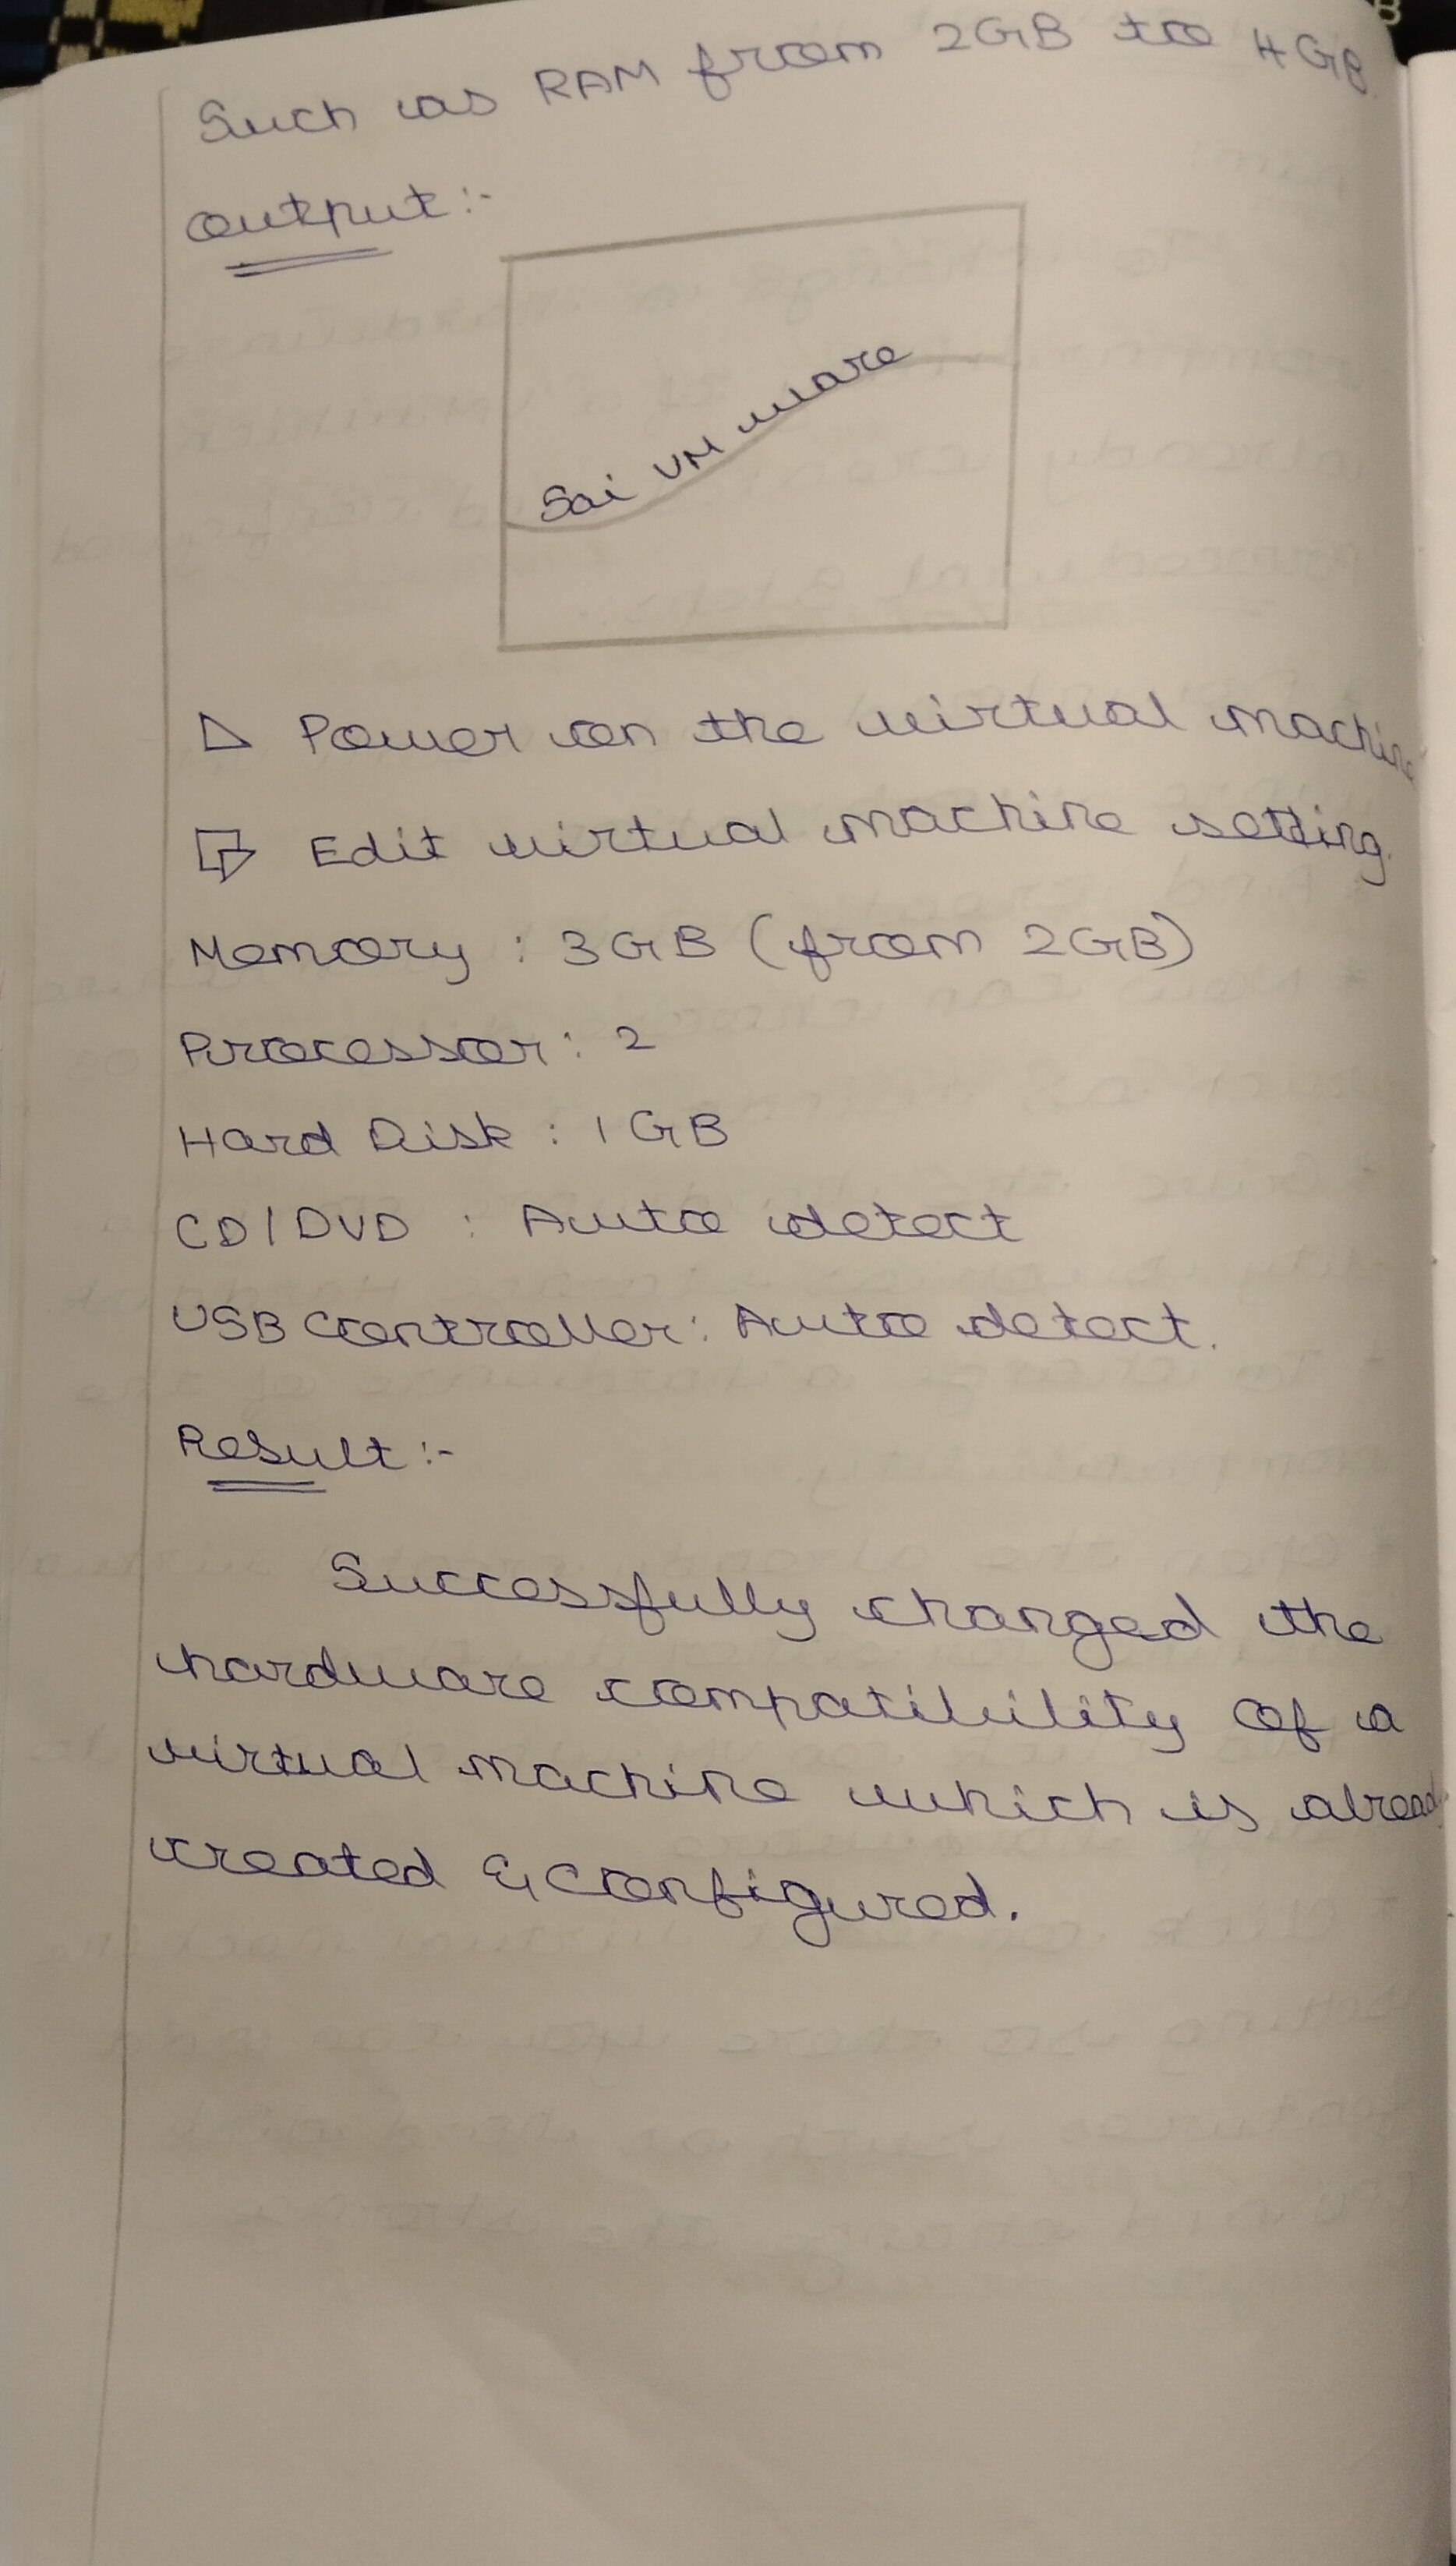 Such as RAM from 2GB to 4GB.
Output:-
Sai VM ware
Power on the virtual machine
Edit virtual machine setting.
Memory : 3GB (from 2GB)
Processor : 2
Hard Disk : 1GB
CD/DVD : Auto detect
USB Controller: Auto detect.
Result:-
Successfully changed the
hardware compatibility of a
virtual machine which is alread
created & configured.